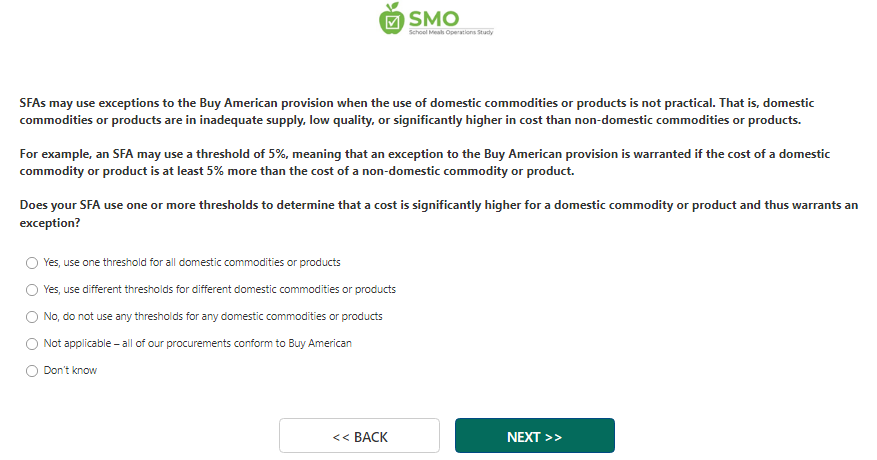 SMO
School Meals Operations Study
SFAs may use exceptions to the Buy American provision when the use of domestic commodities or products is not practical. That is, domestic
commodities or products are in inadequate supply, low quality, or significantly higher in cost than non-domestic commodities or products.
For example, an SFA may use a threshold of 5%, meaning that an exception to the Buy American provision is warranted if the cost of a domestic
commodity or product is at least 5% more than the cost of a non-domestic commodity or product.
Does your SFA use one or more thresholds to determine that a cost is significantly higher for a domestic commodity or product and thus warrants an
exception?
Yes, use one threshold for all domestic commodities or products
Yes, use different thresholds for different domestic commodities or products
No, do not use any thresholds for any domestic commodities or products
Not applicable – all of our procurements conform to Buy American
Don't know
<< BACK
NEXT >>